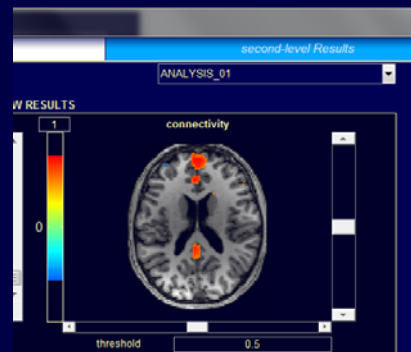 second-level Results
ANALYSIS_01
W RESULTS
1
connectivity
0
threshold
0.5